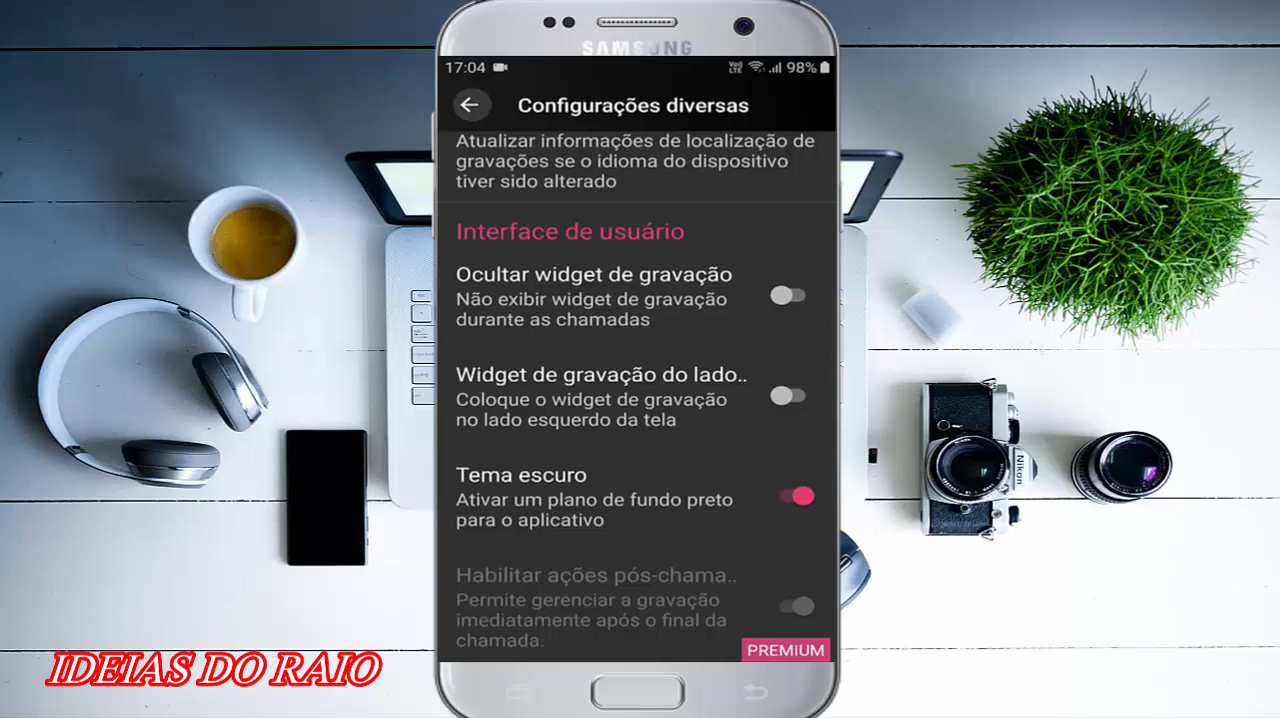 SAMSUNG
17:04
VoIP LTE 98%
Configurações diversas
Atualizar informações de localização de
gravações se o idioma do dispositivo
tiver sido alterado
Interface de usuário
Ocultar widget de gravação
Não exibir widget de gravação
durante as chamadas
Widget de gravação do lado..
Coloque o widget de gravação
no lado esquerdo da tela
Tema escuro
Ativar um plano de fundo preto
para o aplicativo
Habilitar ações pós-chama..
Permite gerenciar a gravação
imediatamente após o final da
chamada.
PREMIUM
Nikon
IDEIAS DO RAIO